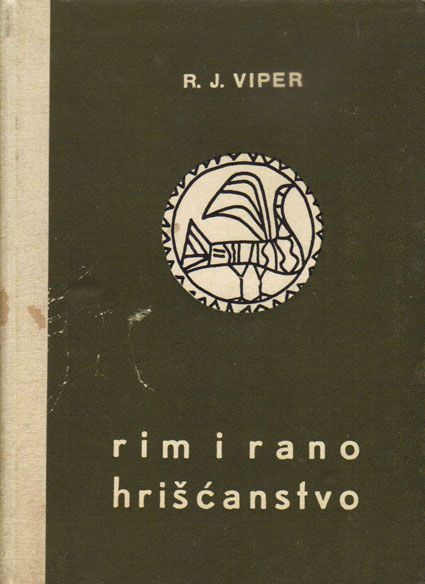 R. J. VIPER
rim i rano
hrišćanstvo